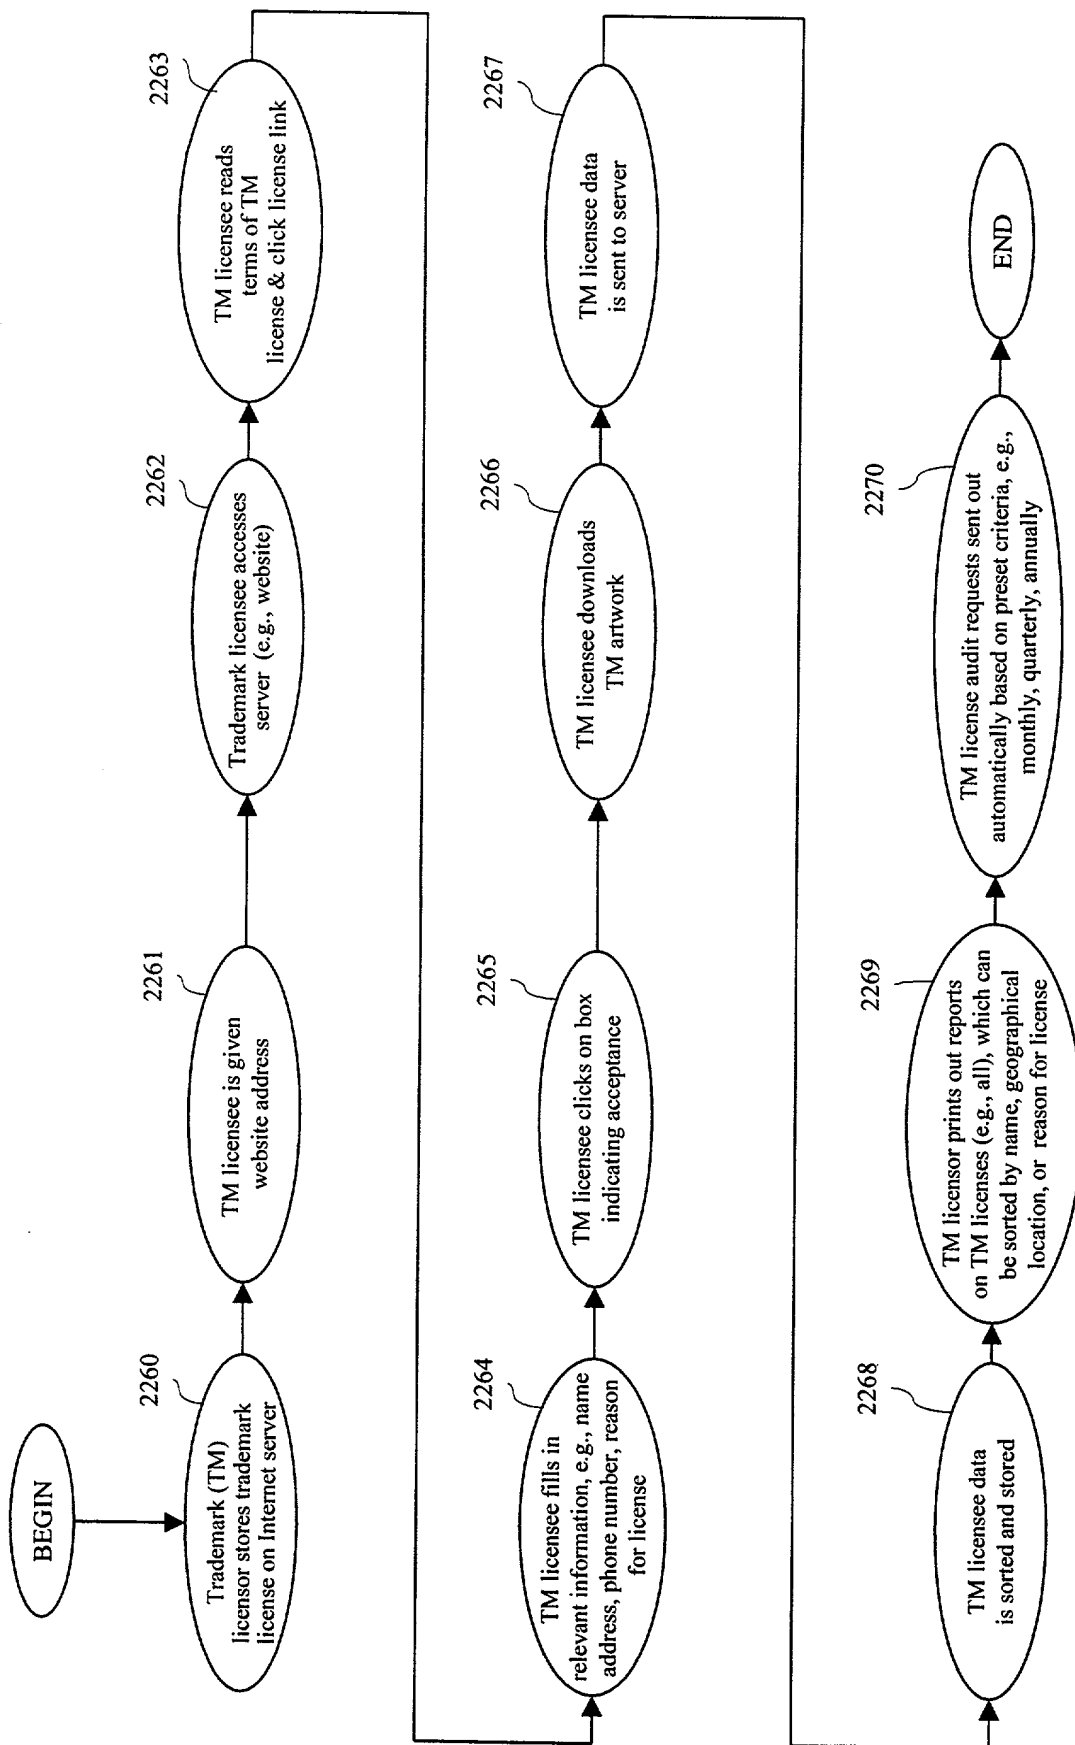 BEGIN
2260
Trademark (TM)
licensor stores trademark
license on Internet server
2261
TM licensee is given
website address
2262
Trademark licensee accesses
server (e.g., website)
2263
TM licensee reads
terms of TM
license & click license link
2264
TM licensee fills in
relevant information, e.g., name
address, phone number, reason
for license
2265
TM licensee clicks on box
indicating acceptance
2266
TM licensee downloads
TM artwork
2267
TM licensee data
is sent to server
2268
TM licensee data
is sorted and stored
2269
TM licensor prints out reports
on TM licenses (e.g., all), which can
be sorted by name, geographical
location, or reason for license
2270
TM license audit requests sent out
automatically based on preset criteria, e.g.,
monthly, quarterly, annually
END